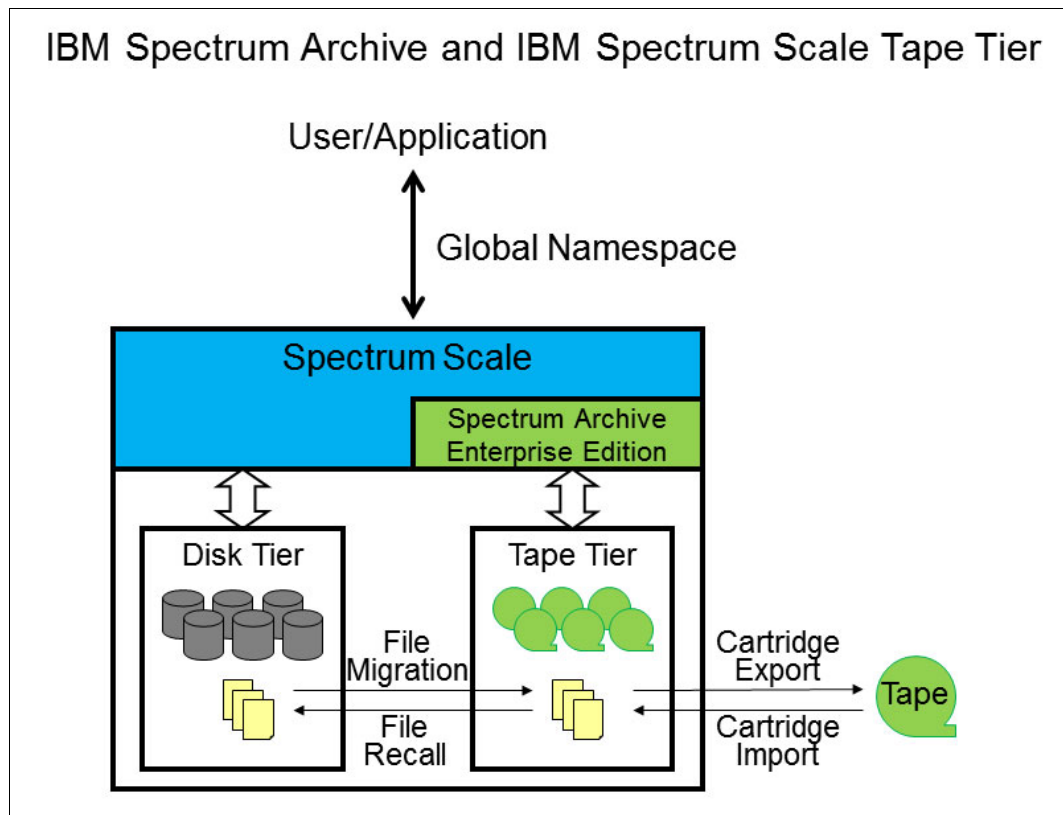 IBM Spectrum Archive and IBM Spectrum Scale Tape Tier
User/Application
Global Namespace
Spectrum Scale
Spectrum Archive
Enterprise Edition
Disk Tier
Tape Tier
File
Migration
File
Recall
Cartridge
Export
Cartridge
Import
Tape